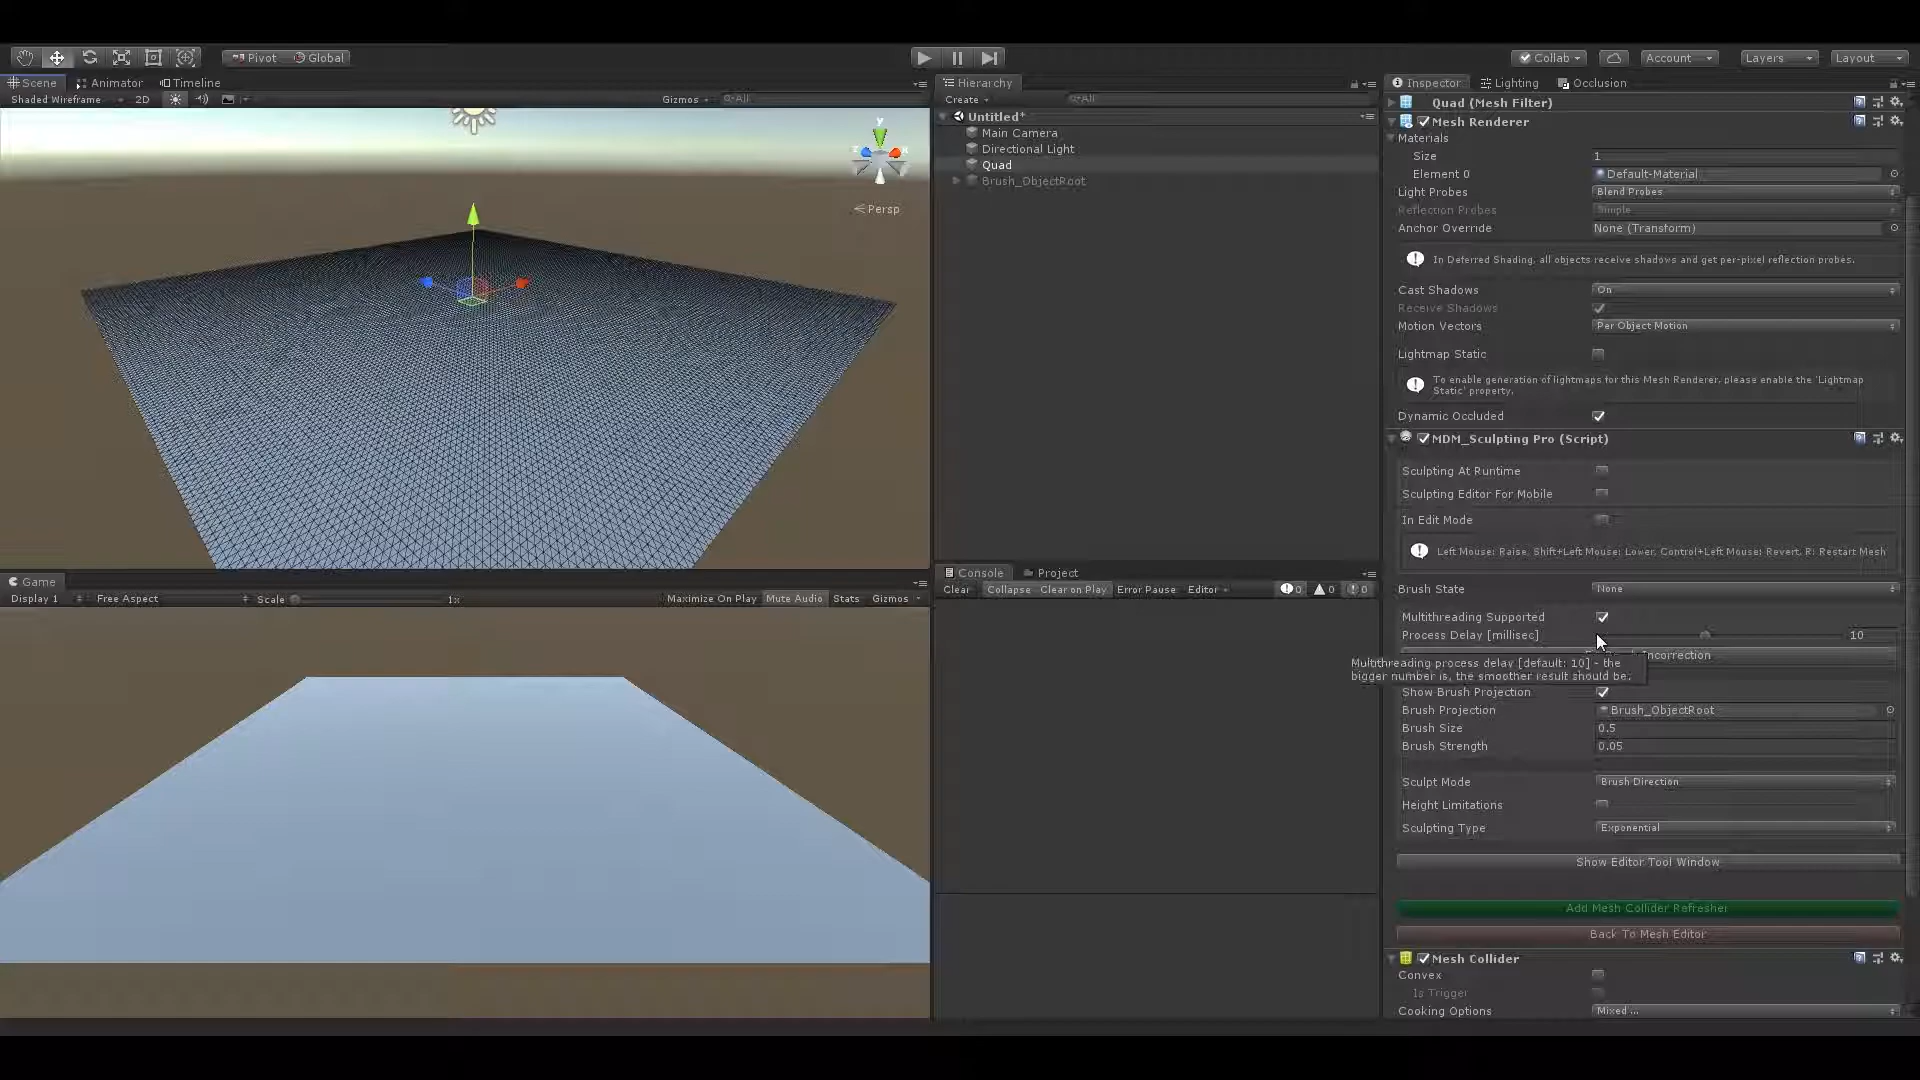 Pivot Global
Collab Account Layers Layout
Scene Animator Timeline
Shaded Wireframe 2D Gizmos All
y
Persp
Game
Display 1 Free Aspect Scale 1x Maximize On Play Mute Audio Stats Gizmos
Hierarchy
Create All
Untitled*
Main Camera
Directional Light
Quad
Brush_ObjectRoot
Console Project
Clear Collapse Clear on Play Error Pause Editor 0 0 0
Inspector Lighting Occlusion
Quad (Mesh Filter)
Mesh Renderer
Materials
Size 1
Element 0 Default-Material
Light Probes Blend Probes
Reflection Probes Simple
Anchor Override None (Transform)
In Deferred Shading, all objects receive shadows and get per-pixel reflection probes.
Cast Shadows On
Receive Shadows
Motion Vectors Per Object Motion
Lightmap Static
To enable generation of lightmaps for this Mesh Renderer, please enable the 'Lightmap
Static' property.
Dynamic Occluded
MDM_Sculpting Pro (Script)
Sculpting At Runtime
Sculpting Editor For Mobile
In Edit Mode
Left Mouse: Raise, Shift+Left Mouse: Lower, Control+Left Mouse: Revert, R: Restart Mesh
Brush State None
Multithreading Supported
Process Delay [millisec] 10
Incorrection
Multithreading process delay [default: 10] - the
bigger number is, the smoother result should be.
Show Brush Projection
Brush Projection Brush_ObjectRoot
Brush Size 0.5
Brush Strength 0.05
Sculpt Mode Brush Direction
Height Limitations
Sculpting Type Exponential
Show Editor Tool Window
Add Mesh Collider Refresher
Back To Mesh Editor
Mesh Collider
Convex
Is Trigger
Cooking Options Mixed ...